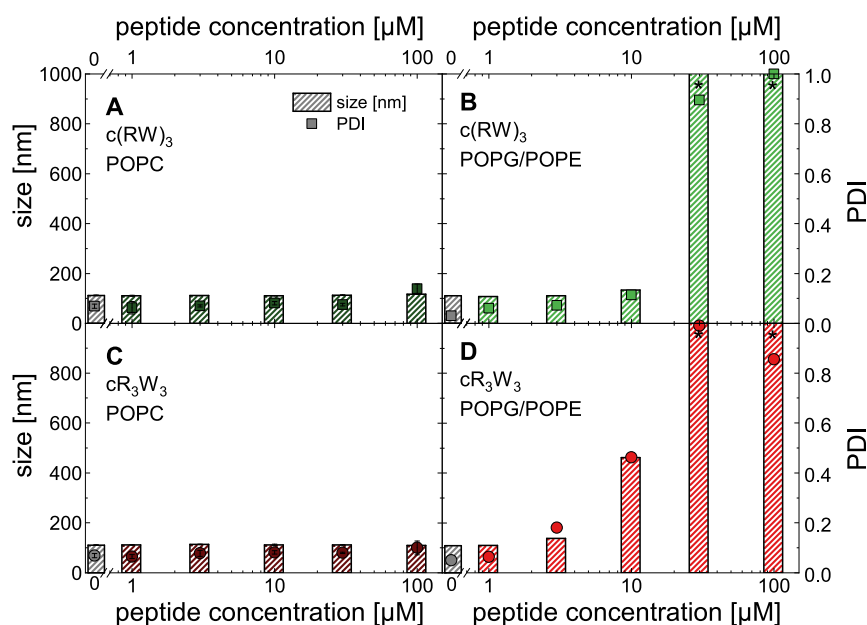 peptide concentration [µM] peptide concentration [µM]
0 1 10 100 0 1 10 100
1000 A size [nm] B 1.0
PDI
c(RW)₃ c(RW)₃
POPC POPG/POPE
* *
800 0.8
600 0.6
400 0.4
200 0.2
0 0.0
size [nm] PDI
C D
cR₃W₃ cR₃W₃
POPC POPG/POPE
* *
800 0.8
600 0.6
400 0.4
200 0.2
0 0.0
size [nm] PDI
0 1 10 100 0 1 10 100
peptide concentration [µM] peptide concentration [µM]